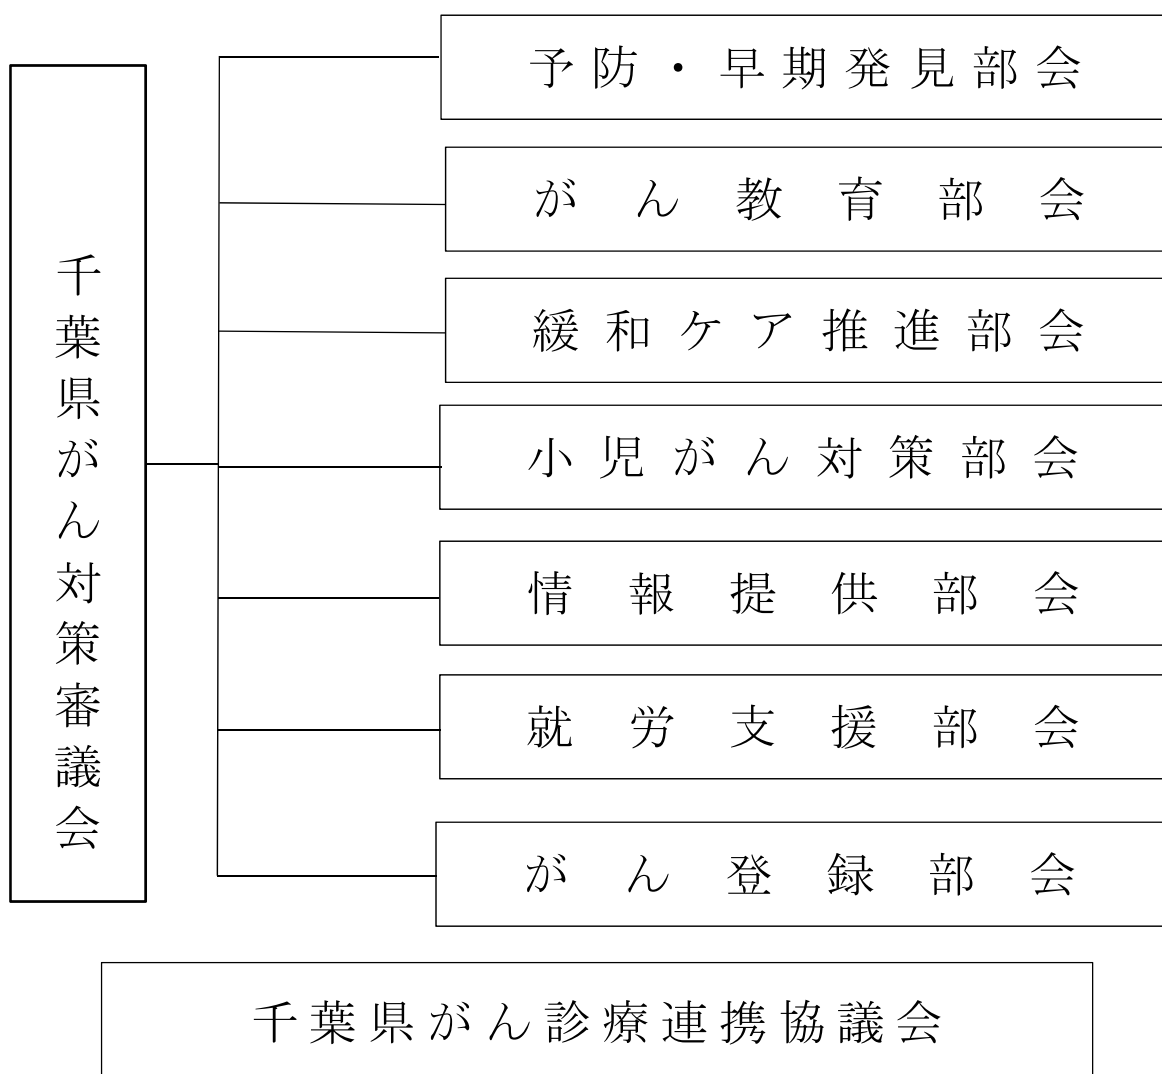 千葉県がん対策審議会
予防・早期発見部会
がん教育部会
緩和ケア推進部会
小児がん対策部会
情報提供部会
就労支援部会
がん登録部会
千葉県がん診療連携協議会